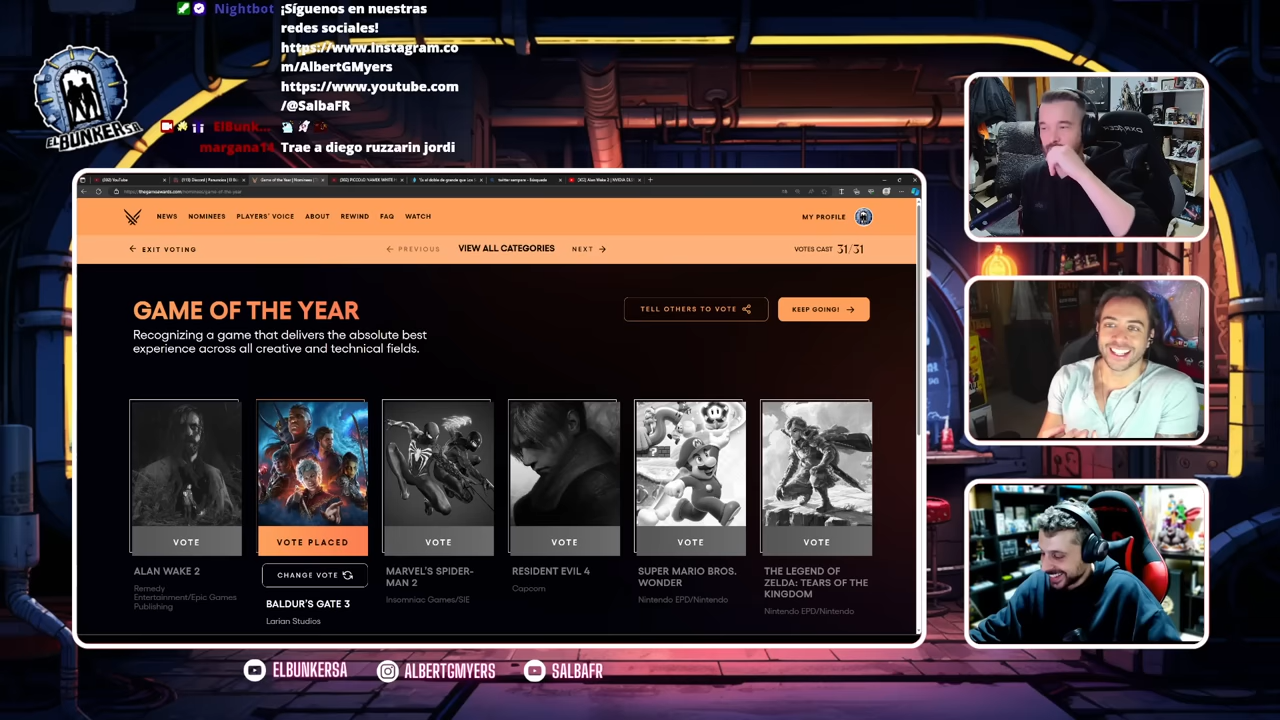 Nightbot ¡Síguenos en nuestras
redes sociales!
https://www.instagram.co
m/AlbertGMyers
https://www.youtube.com
/@SalbaFR
ElBunk...
margana14 Trae a diego ruzzarin jordi
ELBUNKERSA
NEWS NOMINEES PLAYERS' VOICE ABOUT REWIND FAQ WATCH
MY PROFILE
EXIT VOTING
PREVIOUS VIEW ALL CATEGORIES NEXT
VOTES CAST 31/31
GAME OF THE YEAR
TELL OTHERS TO VOTE
KEEP GOING!
Recognizing a game that delivers the absolute best
experience across all creative and technical fields.
VOTE
VOTE PLACED
VOTE
VOTE
VOTE
VOTE
CHANGE VOTE
ALAN WAKE 2
Remedy
Entertainment/Epic Games
Publishing
BALDUR'S GATE 3
Larian Studios
MARVEL'S SPIDER-
MAN 2
Insomniac Games/SIE
RESIDENT EVIL 4
Capcom
SUPER MARIO BROS.
WONDER
Nintendo EPD/Nintendo
THE LEGEND OF
ZELDA: TEARS OF THE
KINGDOM
Nintendo EPD/Nintendo
ELBUNKERSA ALBERTGMYERS SALBAFR